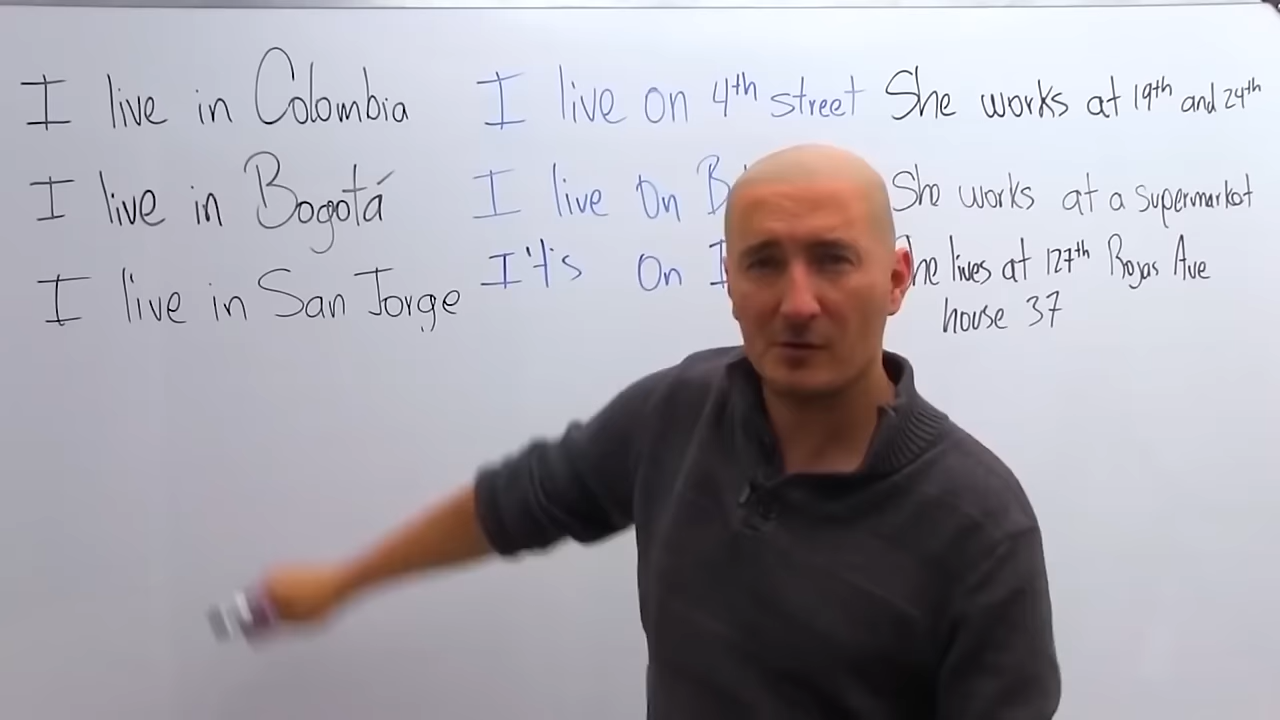 I live in Colombia
I live in Bogotá
I live in San Jorge
I live on 4th street
I live On
It's On
She works at 19th and 24th
She works at a supermarket
lives at 127th Rojas Ave
house 37